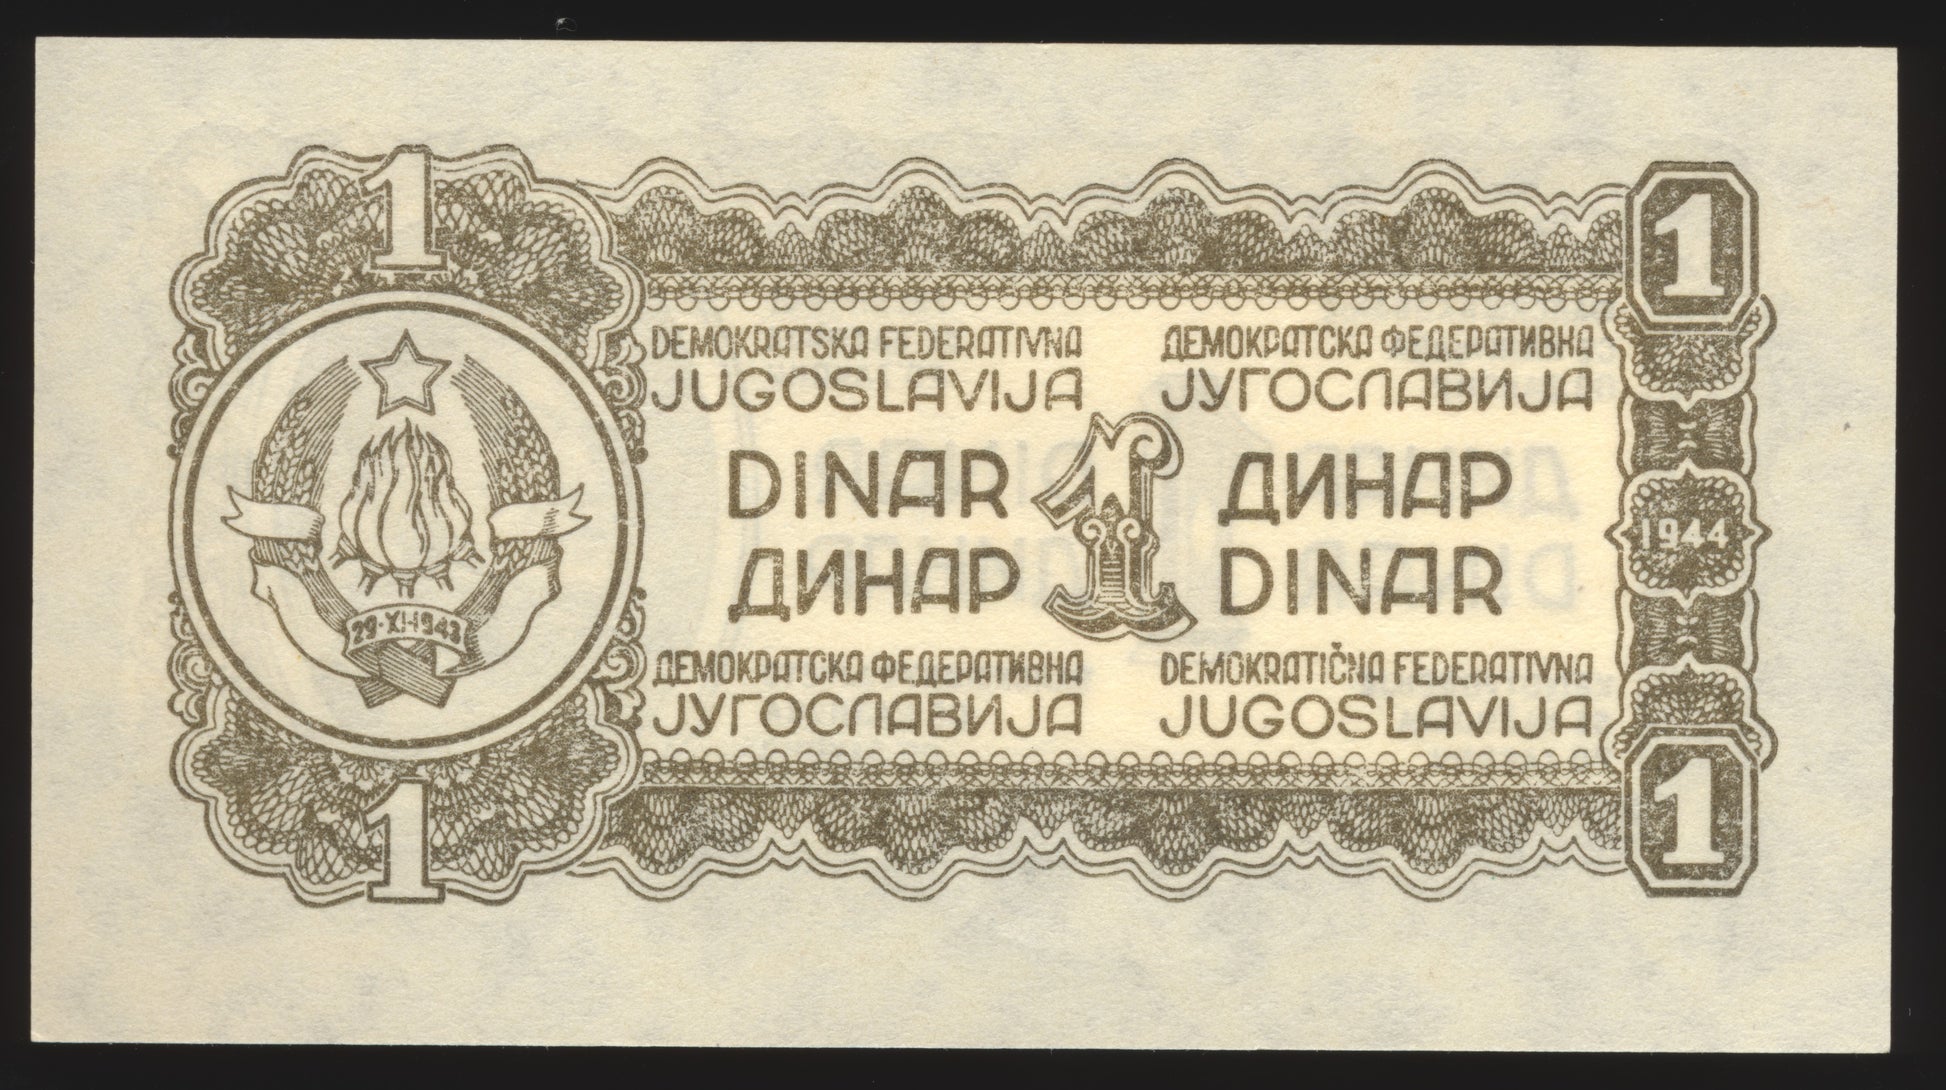 1
1
DEMOKRATSKA FEDERATIVNA
JUGOSLAVIJA
ДЕМОКРАТСКА ФЕДЕРАТИВНА
ЈУГОСЛАВИЈА
DINAR
ДИНАР
1
ДИНАР
DINAR
1944
29·XI·1943
ДЕМОКРАТСКА ФЕДЕРАТИВНА
ЈУГОСЛАВИЈА
DEMOKRATIČNA FEDERATIVNA
JUGOSLAVIJA
1
1